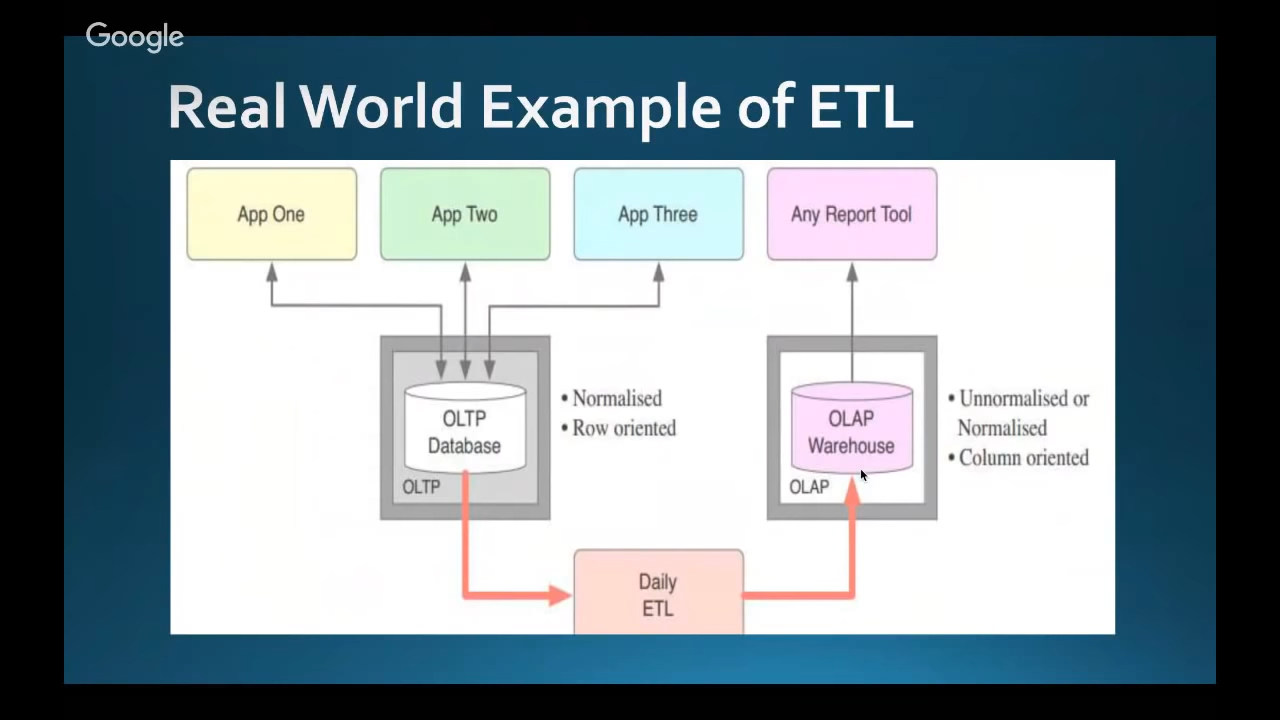 Google
Real World Example of ETL
App One
App Two
App Three
Any Report Tool
OLTP
Database
OLTP
• Normalised
• Row oriented
OLAP
Warehouse
OLAP
• Unnormalised or
Normalised
• Column oriented
Daily
ETL